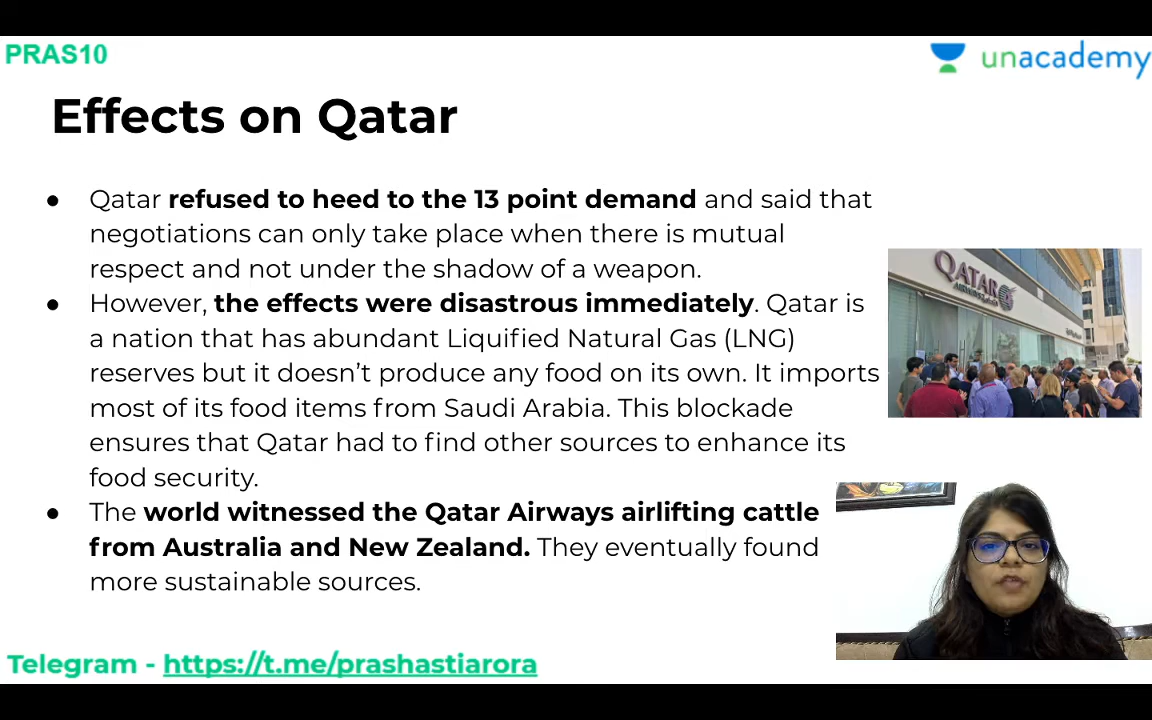 PRAS10
unacademy
Effects on Qatar
● Qatar refused to heed to the 13 point demand and said that
negotiations can only take place when there is mutual
respect and not under the shadow of a weapon.
● However, the effects were disastrous immediately. Qatar is
a nation that has abundant Liquified Natural Gas (LNG)
reserves but it doesn’t produce any food on its own. It imports
most of its food items from Saudi Arabia. This blockade
ensures that Qatar had to find other sources to enhance its
food security.
● The world witnessed the Qatar Airways airlifting cattle
from Australia and New Zealand. They eventually found
more sustainable sources.
QATAR
AIRWAYS
Telegram - https://t.me/prashastiarora